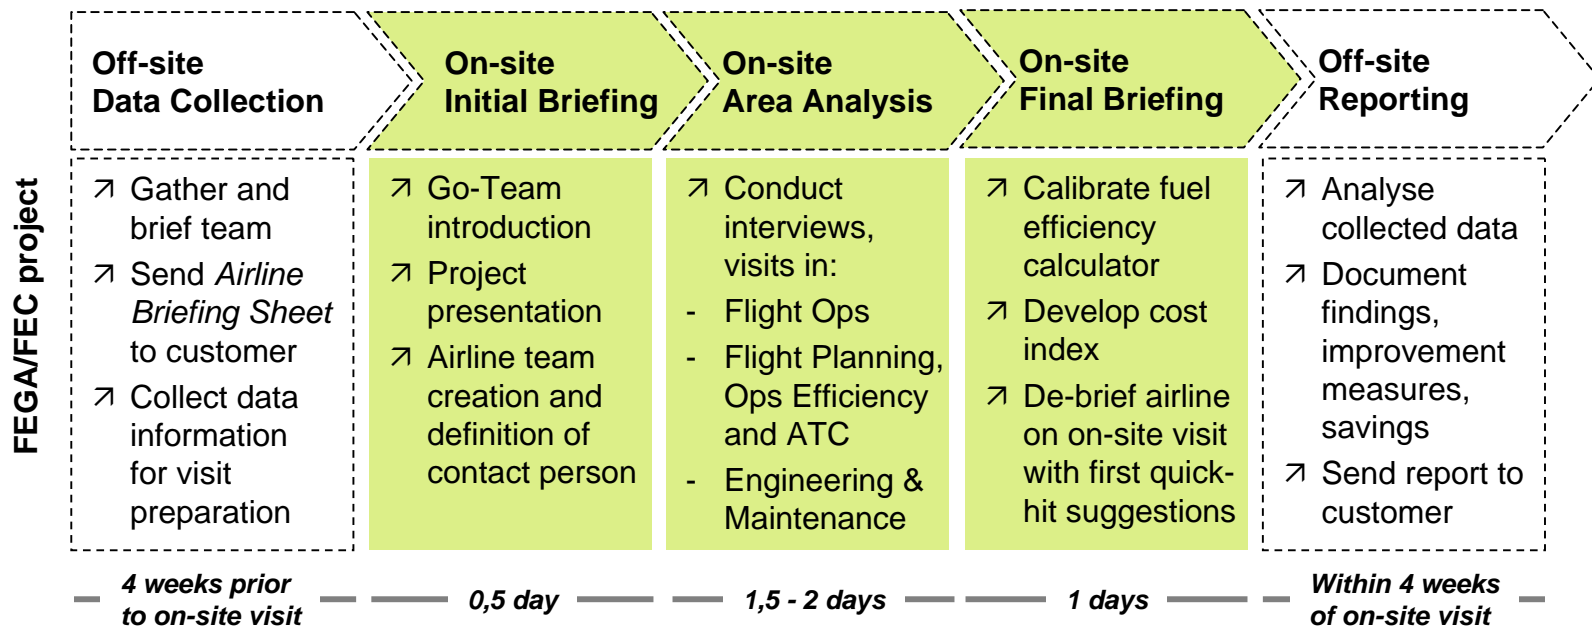 FEGA/FEC project
Off-site
Data Collection
On-site
Initial Briefing
On-site
Area Analysis
On-site
Final Briefing
Off-site
Reporting
Gather and
brief team
Send Airline
Briefing Sheet
to customer
Collect data
information
for visit
preparation
Go-Team
introduction
Project
presentation
Airline team
creation and
definition of
contact person
Conduct
interviews,
visits in:
- Flight Ops
- Flight Planning,
Ops Efficiency
and ATC
- Engineering &
Maintenance
Calibrate fuel
efficiency
calculator
Develop cost
index
De-brief airline
on on-site visit
with first quick-
hit suggestions
Analyse
collected data
Document
findings,
improvement
measures,
savings
Send report to
customer
4 weeks prior
to on-site visit
0,5 day
1,5 - 2 days
1 days
Within 4 weeks
of on-site visit